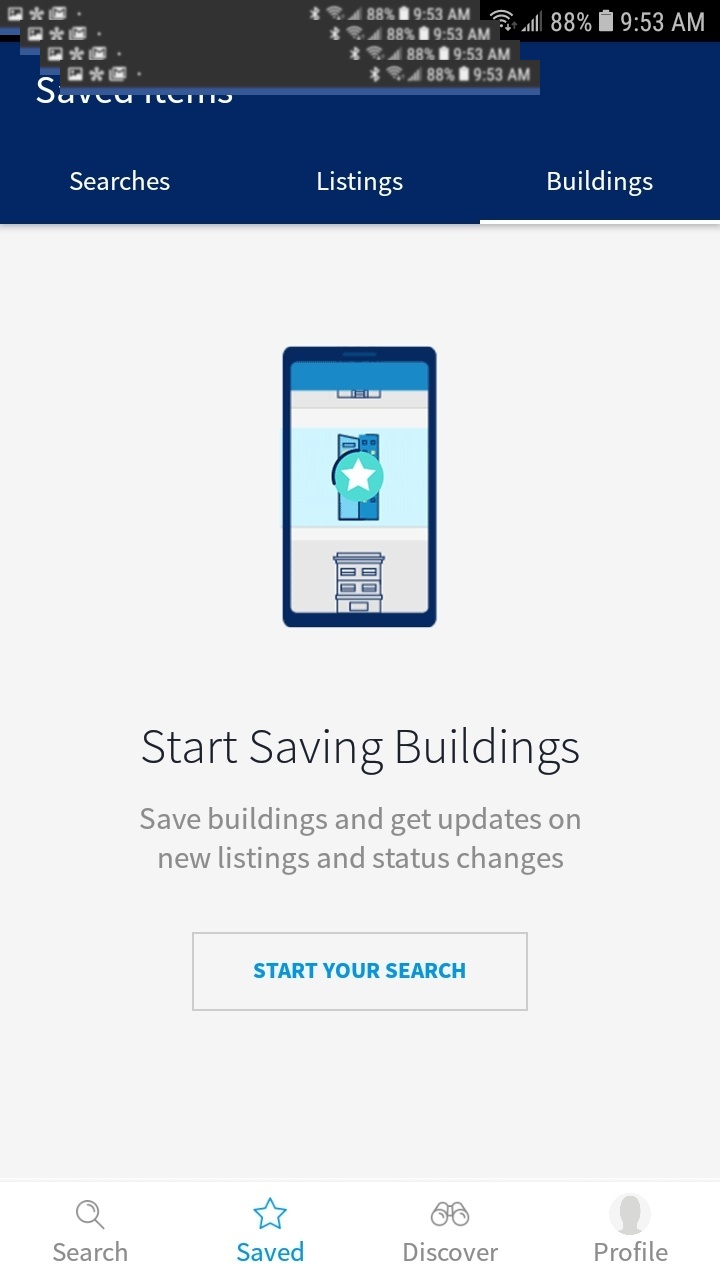 88% 9:53 AM
88% 9:53 AM
88% 9:53 AM
88% 9:53 AM
88% 9:53 AM
Saved Items
Searches Listings Buildings
Start Saving Buildings
Save buildings and get updates on
new listings and status changes
START YOUR SEARCH
Search Saved Discover Profile